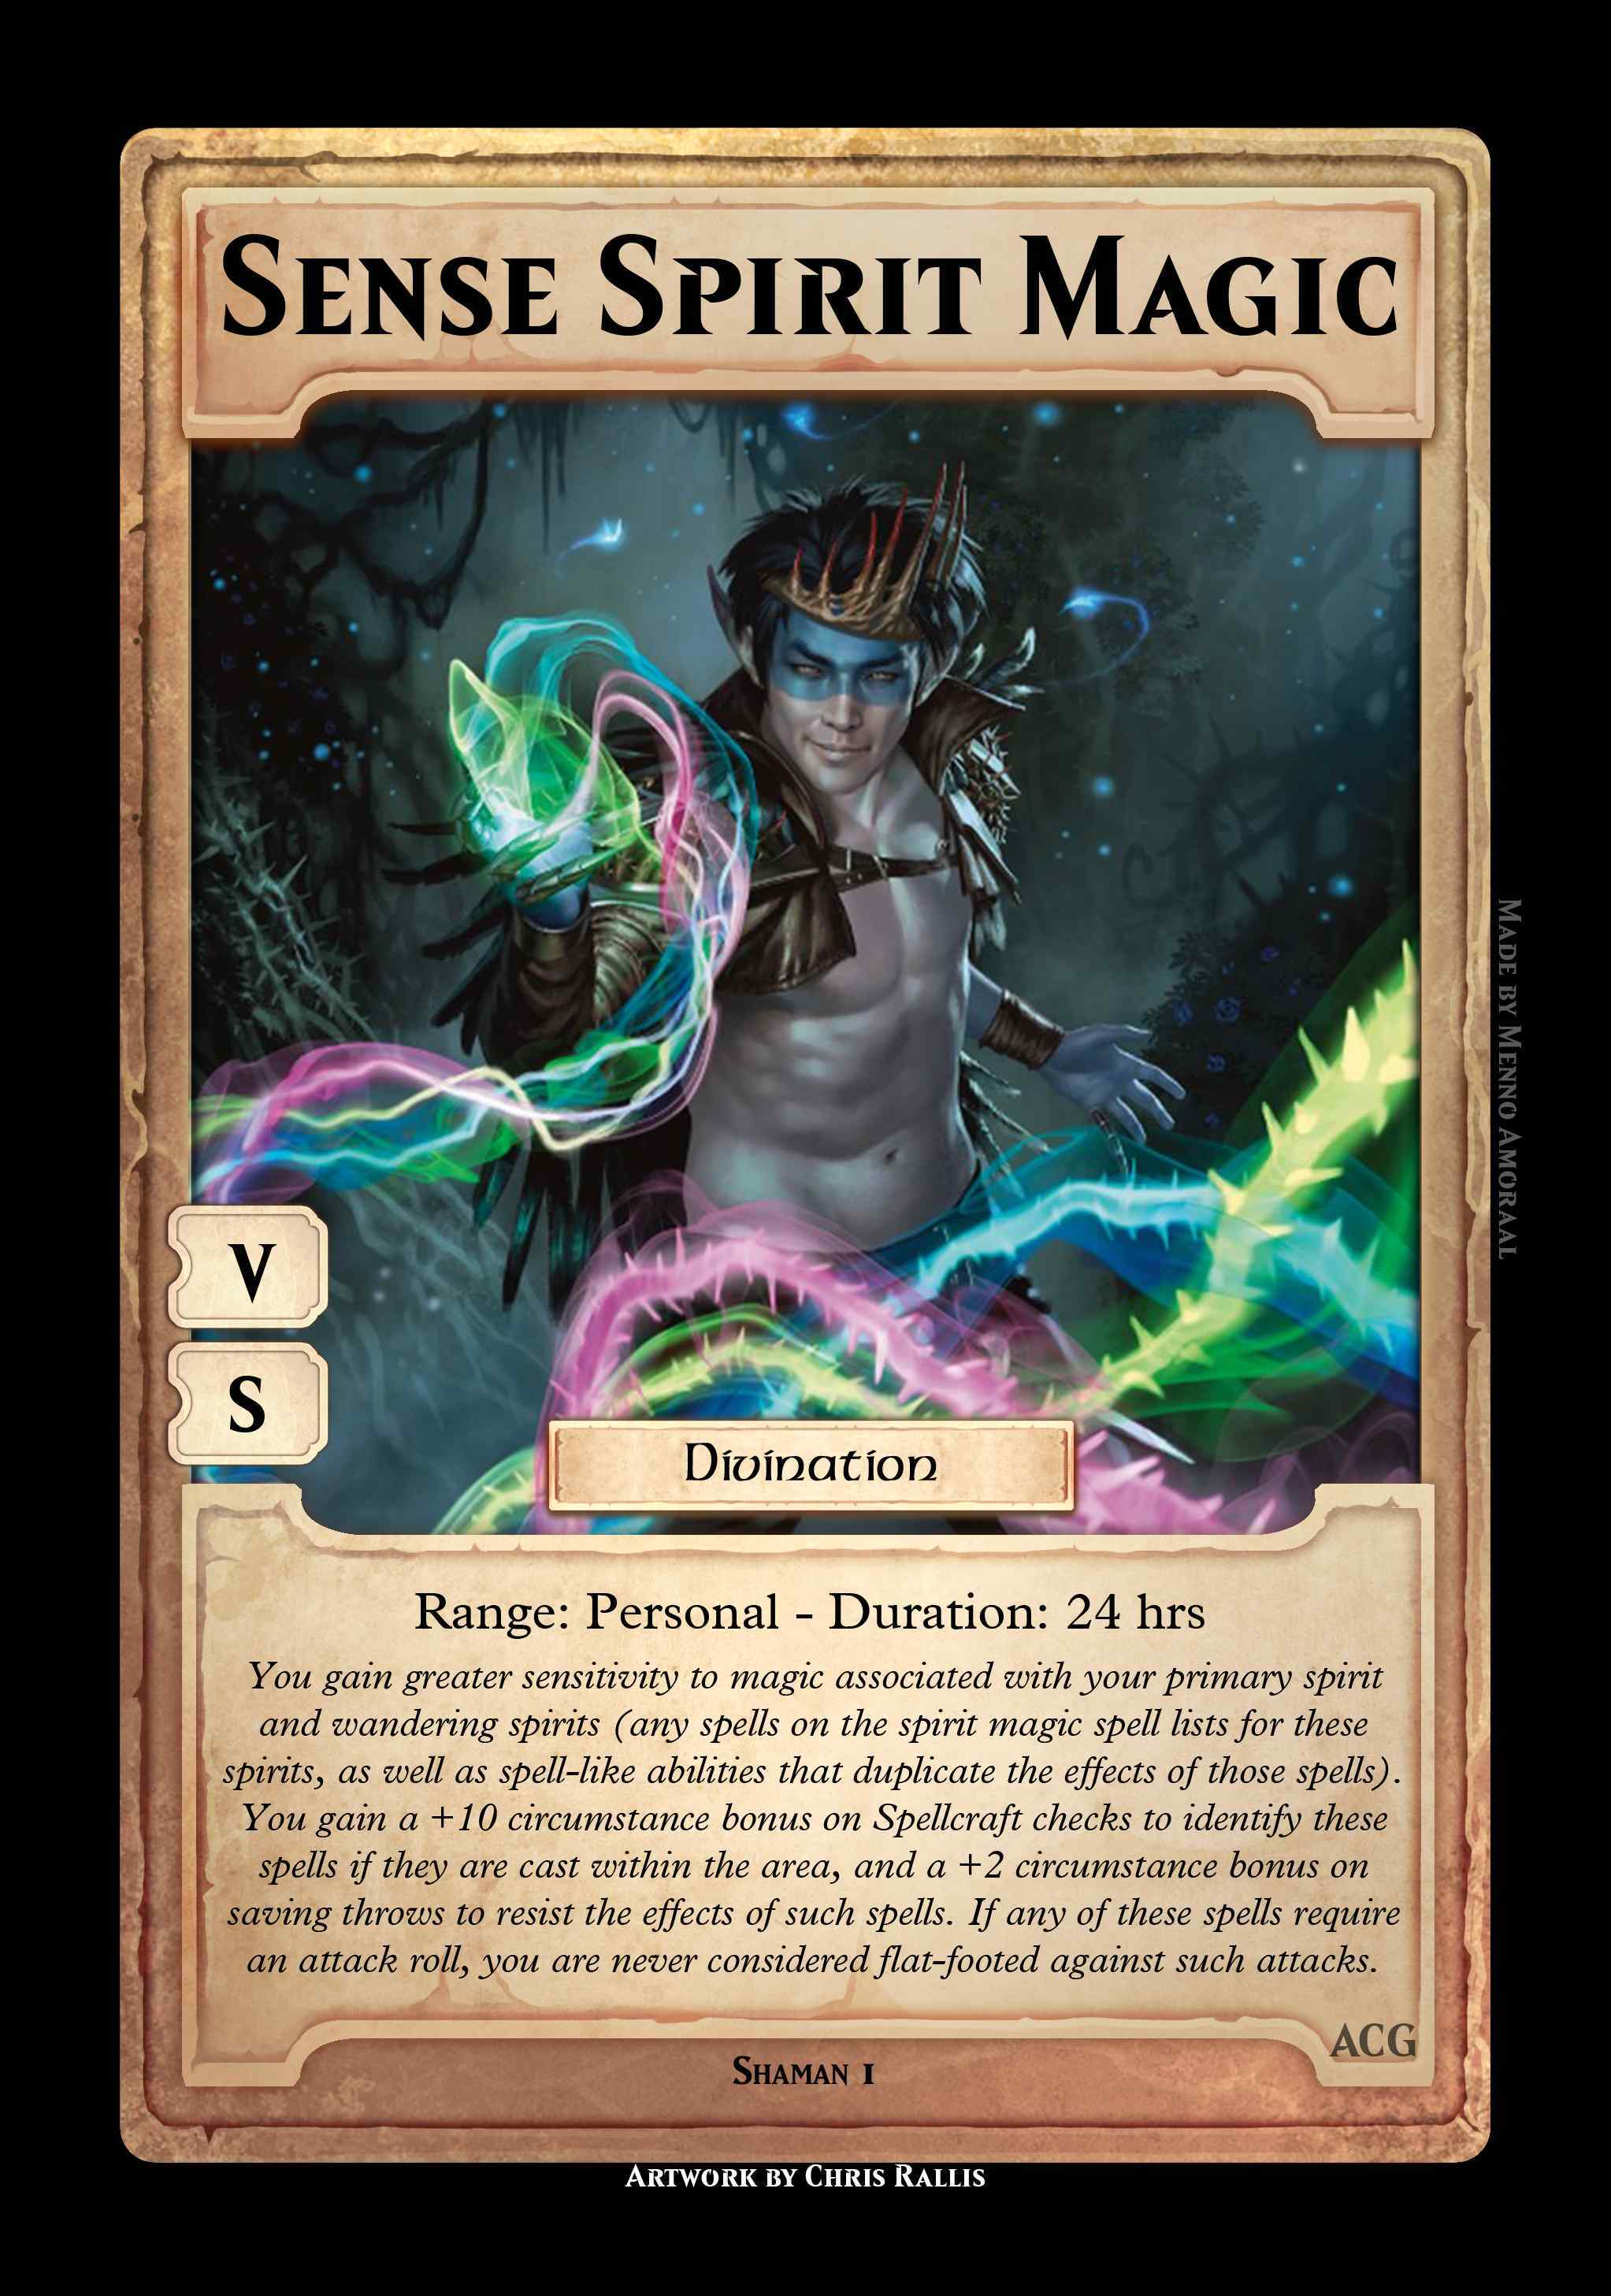 Sense Spirit Magic
V
S
Divination
Range: Personal - Duration: 24 hrs
You gain greater sensitivity to magic associated with your primary spirit
and wandering spirits (any spells on the spirit magic spell lists for these
spirits, as well as spell-like abilities that duplicate the effects of those spells).
You gain a +10 circumstance bonus on Spellcraft checks to identify these
spells if they are cast within the area, and a +2 circumstance bonus on
saving throws to resist the effects of such spells. If any of these spells require
an attack roll, you are never considered flat-footed against such attacks.
ACG
Shaman 1
Artwork by Chris Rallis
Made by Menno Amoraal